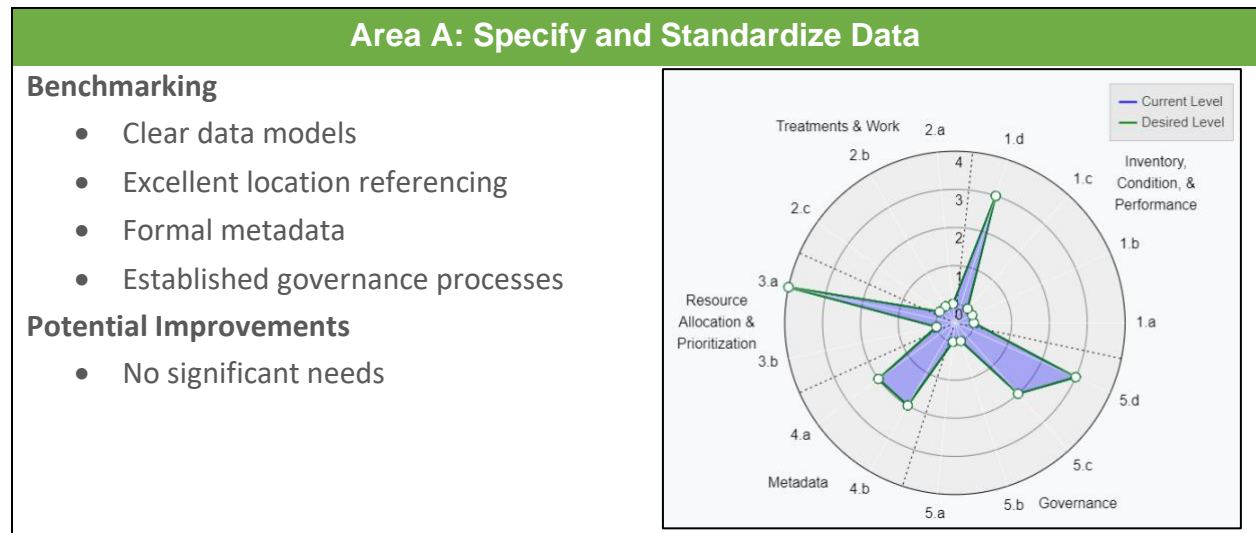 Area A: Specify and Standardize Data
Benchmarking
• Clear data models
• Excellent location referencing
• Formal metadata
• Established governance processes
Potential Improvements
• No significant needs
Current Level
Desired Level
Treatments & Work
2.a
1.d
2.b
1.c
Inventory,
Condition, &
Performance
2.c
1.b
4
3
2
1
0
3.a
Resource
Allocation &
Prioritization
1.a
3.b
5.d
4.a
5.c
Metadata
4.b
5.a
5.b
Governance